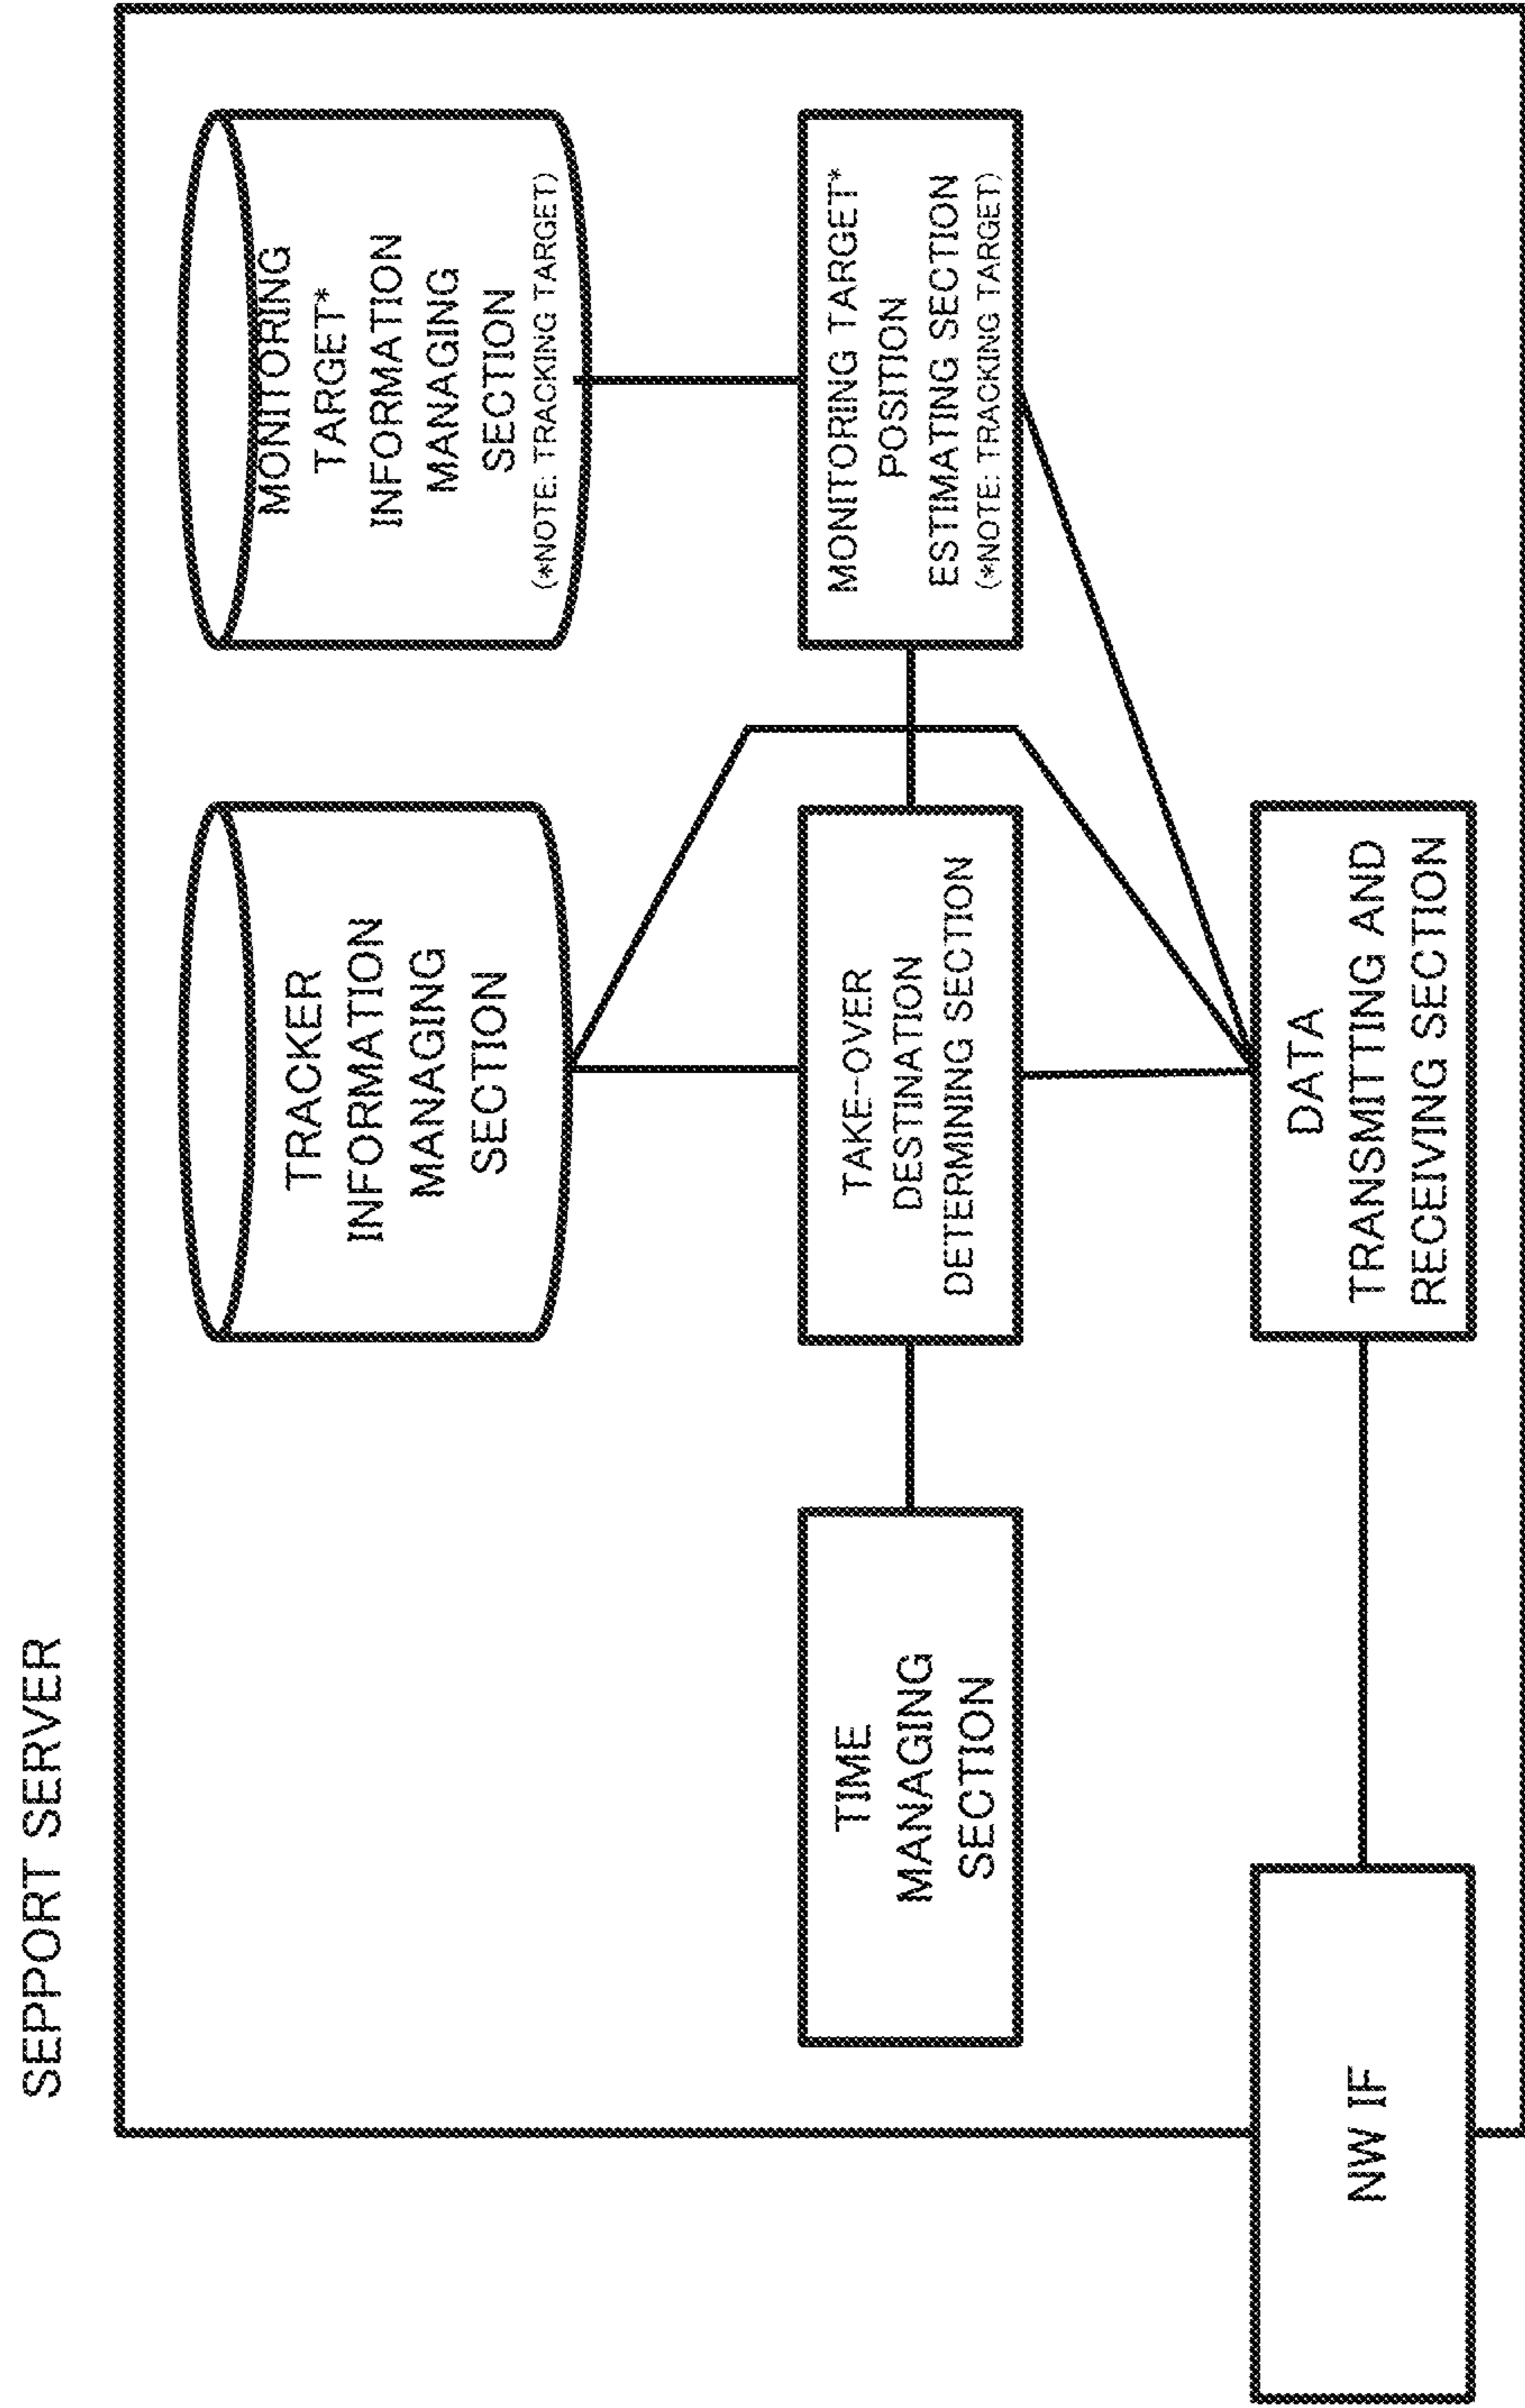 SEPPORT SERVER
TRACKER
INFORMATION
MANAGING
SECTION
MONITORING
TARGET*
INFORMATION
MANAGING
SECTION
(*NOTE: TRACKING TARGET)
TIME
MANAGING
SECTION
TAKE-OVER
DESTINATION
DETERMINING SECTION
MONITORING TARGET*
POSITION
ESTIMATING SECTION
(*NOTE: TRACKING TARGET)
NW IF
DATA
TRANSMITTING AND
RECEIVING SECTION